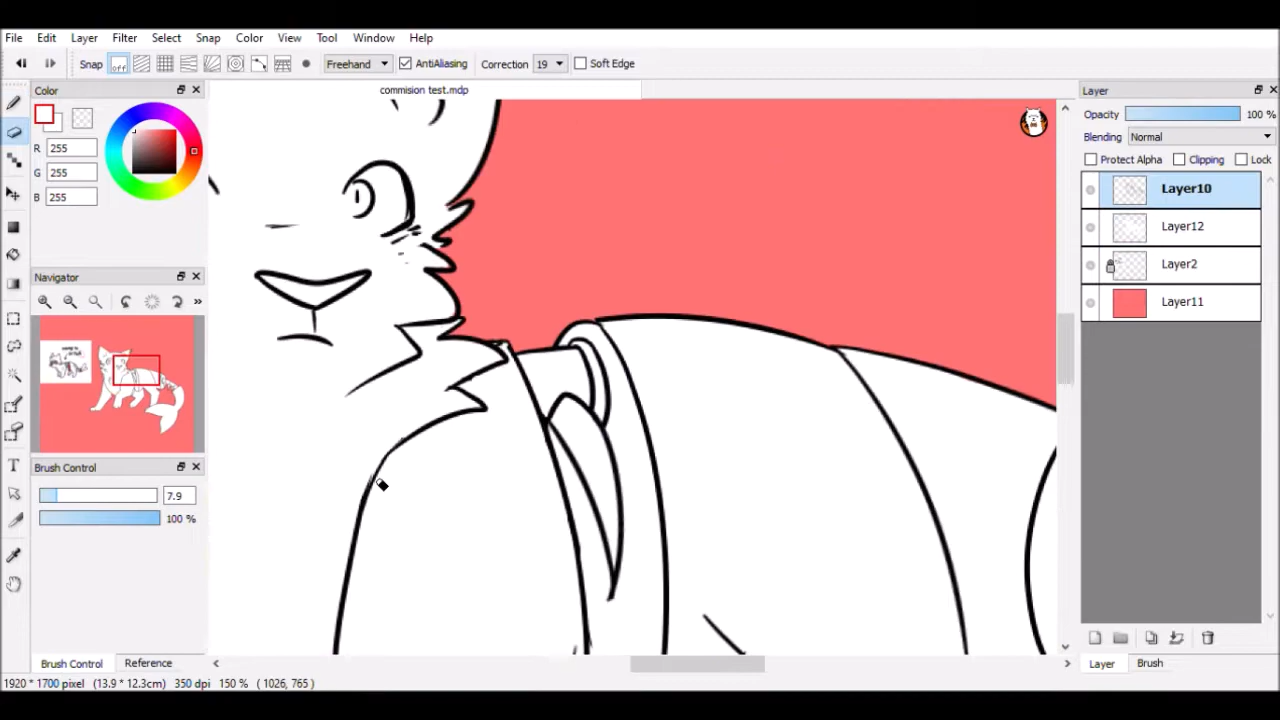 File Edit Layer Filter Select Snap Color View Tool Window Help
Snap off Freehand AntiAliasing Correction 19 Soft Edge
Color
commision test.mdp
Layer
R 255
G 255
B 255
Opacity 100 %
Blending Normal
Protect Alpha Clipping Lock
Layer10
Layer12
Layer2
Layer11
Navigator
Brush Control
7.9
100 %
T
Brush Control Reference
Layer Brush
1920 * 1700 pixel (13.9 * 12.3cm) 350 dpi 150 % ( 1026, 765 )